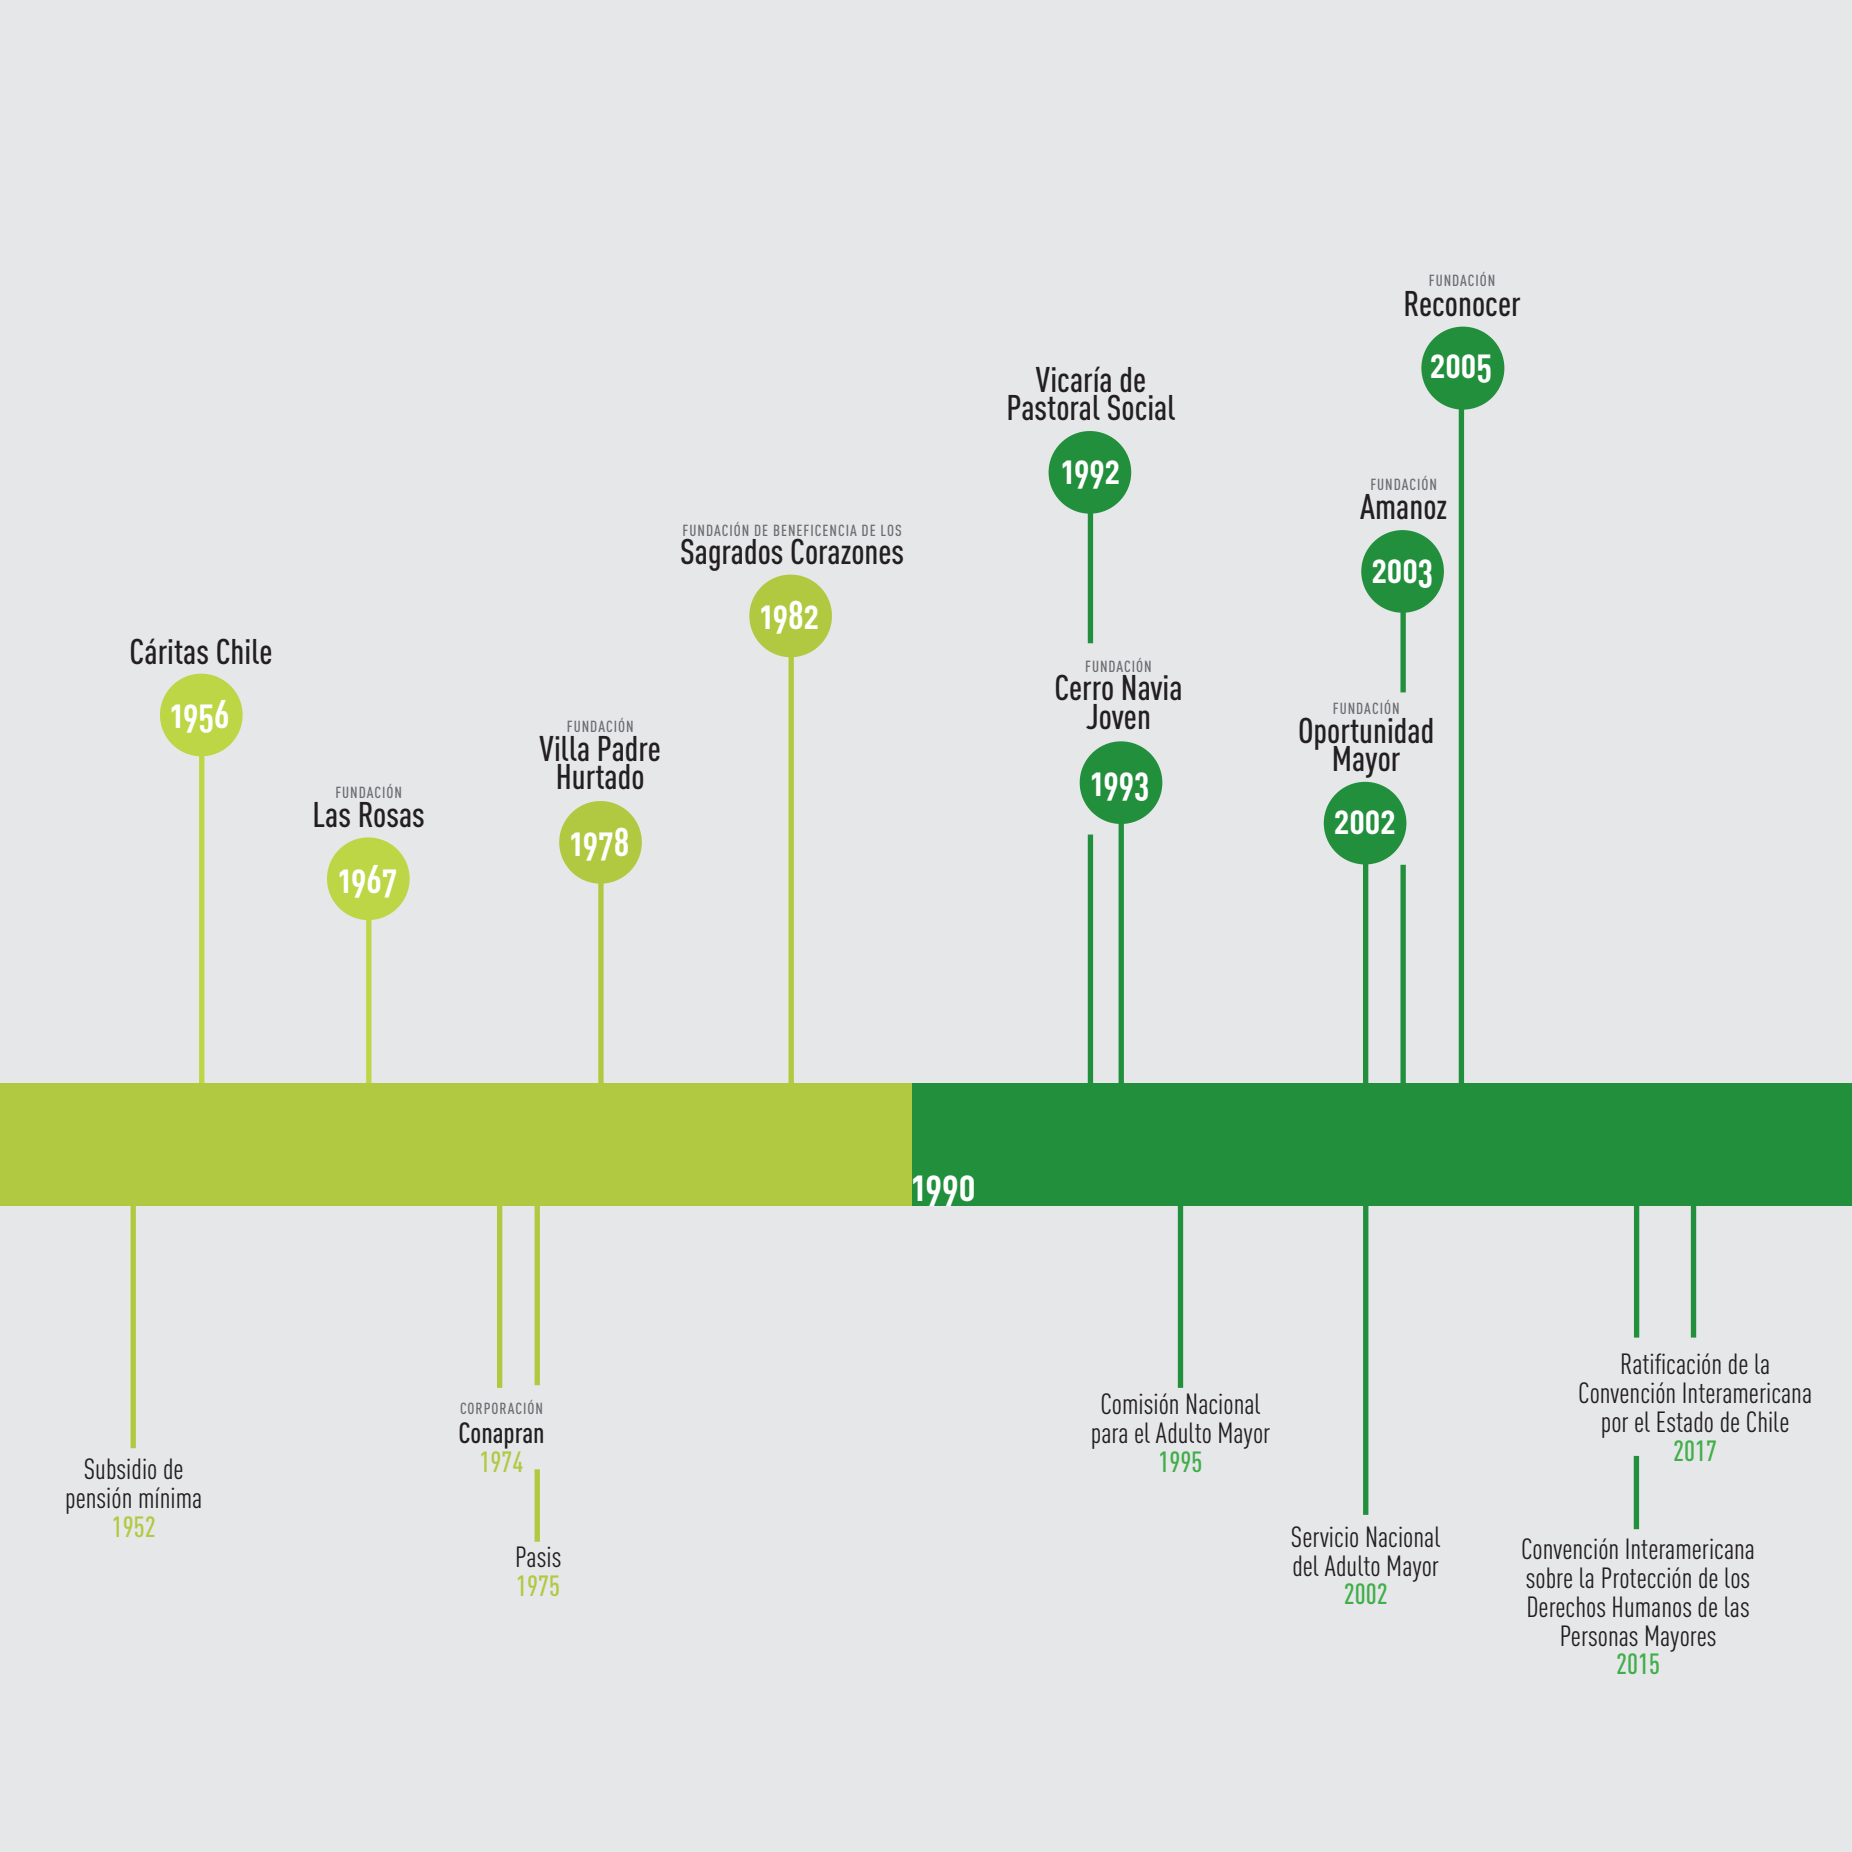 FUNDACIÓN
Reconocer
2005
Vicaría de
Pastoral Social
1992
FUNDACIÓN
Amanoz
2003
FUNDACIÓN DE BENEFICENCIA DE LOS
Sagrados Corazones
1982
Cáritas Chile
1956
FUNDACIÓN
Cerro Navia
Joven
1993
FUNDACIÓN
Oportunidad
Mayor
2002
FUNDACIÓN
Villa Padre
Hurtado
1978
FUNDACIÓN
Las Rosas
1967
1990
Subsidio de
pensión mínima
1952
CORPORACIÓN
Conapran
1974
Pasis
1975
Comisión Nacional
para el Adulto Mayor
1995
Servicio Nacional
del Adulto Mayor
2002
Ratificación de la
Convención Interamericana
por el Estado de Chile
2017
Convención Interamericana
sobre la Protección de los
Derechos Humanos de las
Personas Mayores
2015